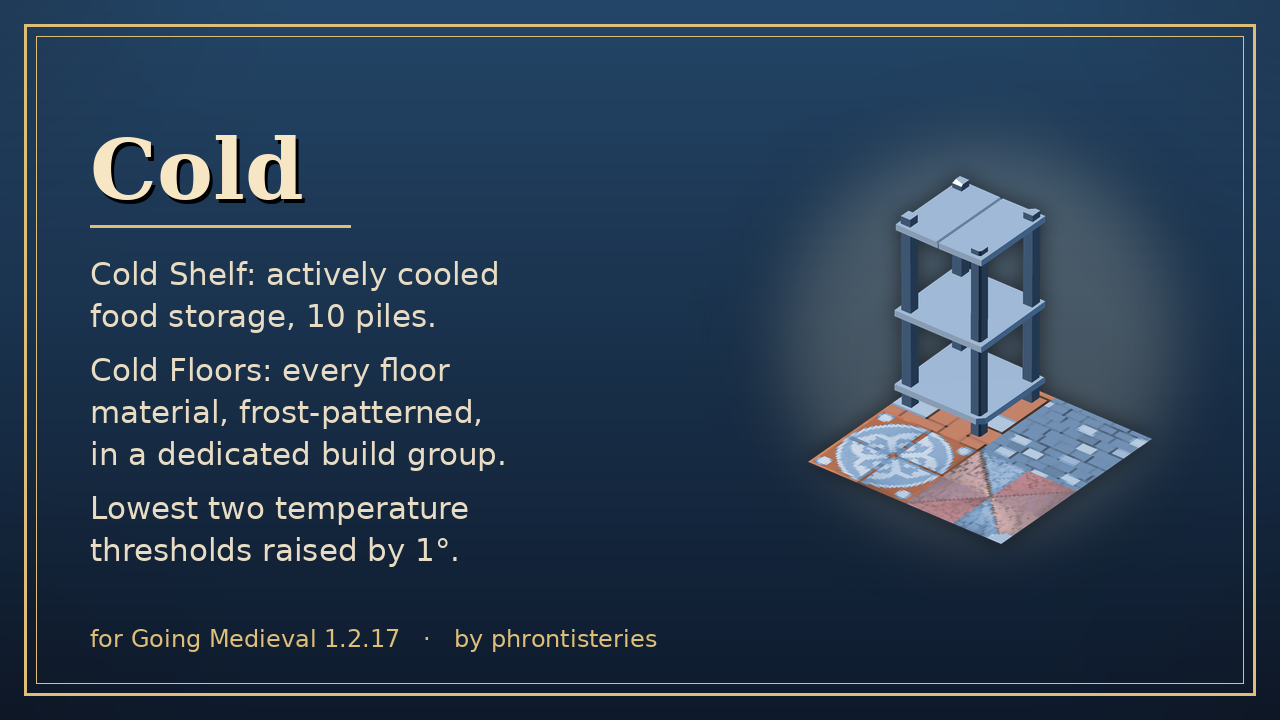 Cold
Cold Shelf: actively cooled
food storage, 10 piles.
Cold Floors: every floor
material, frost-patterned,
in a dedicated build group.
Lowest two temperature
thresholds raised by 1°.
for Going Medieval 1.2.17 · by phrontisteries